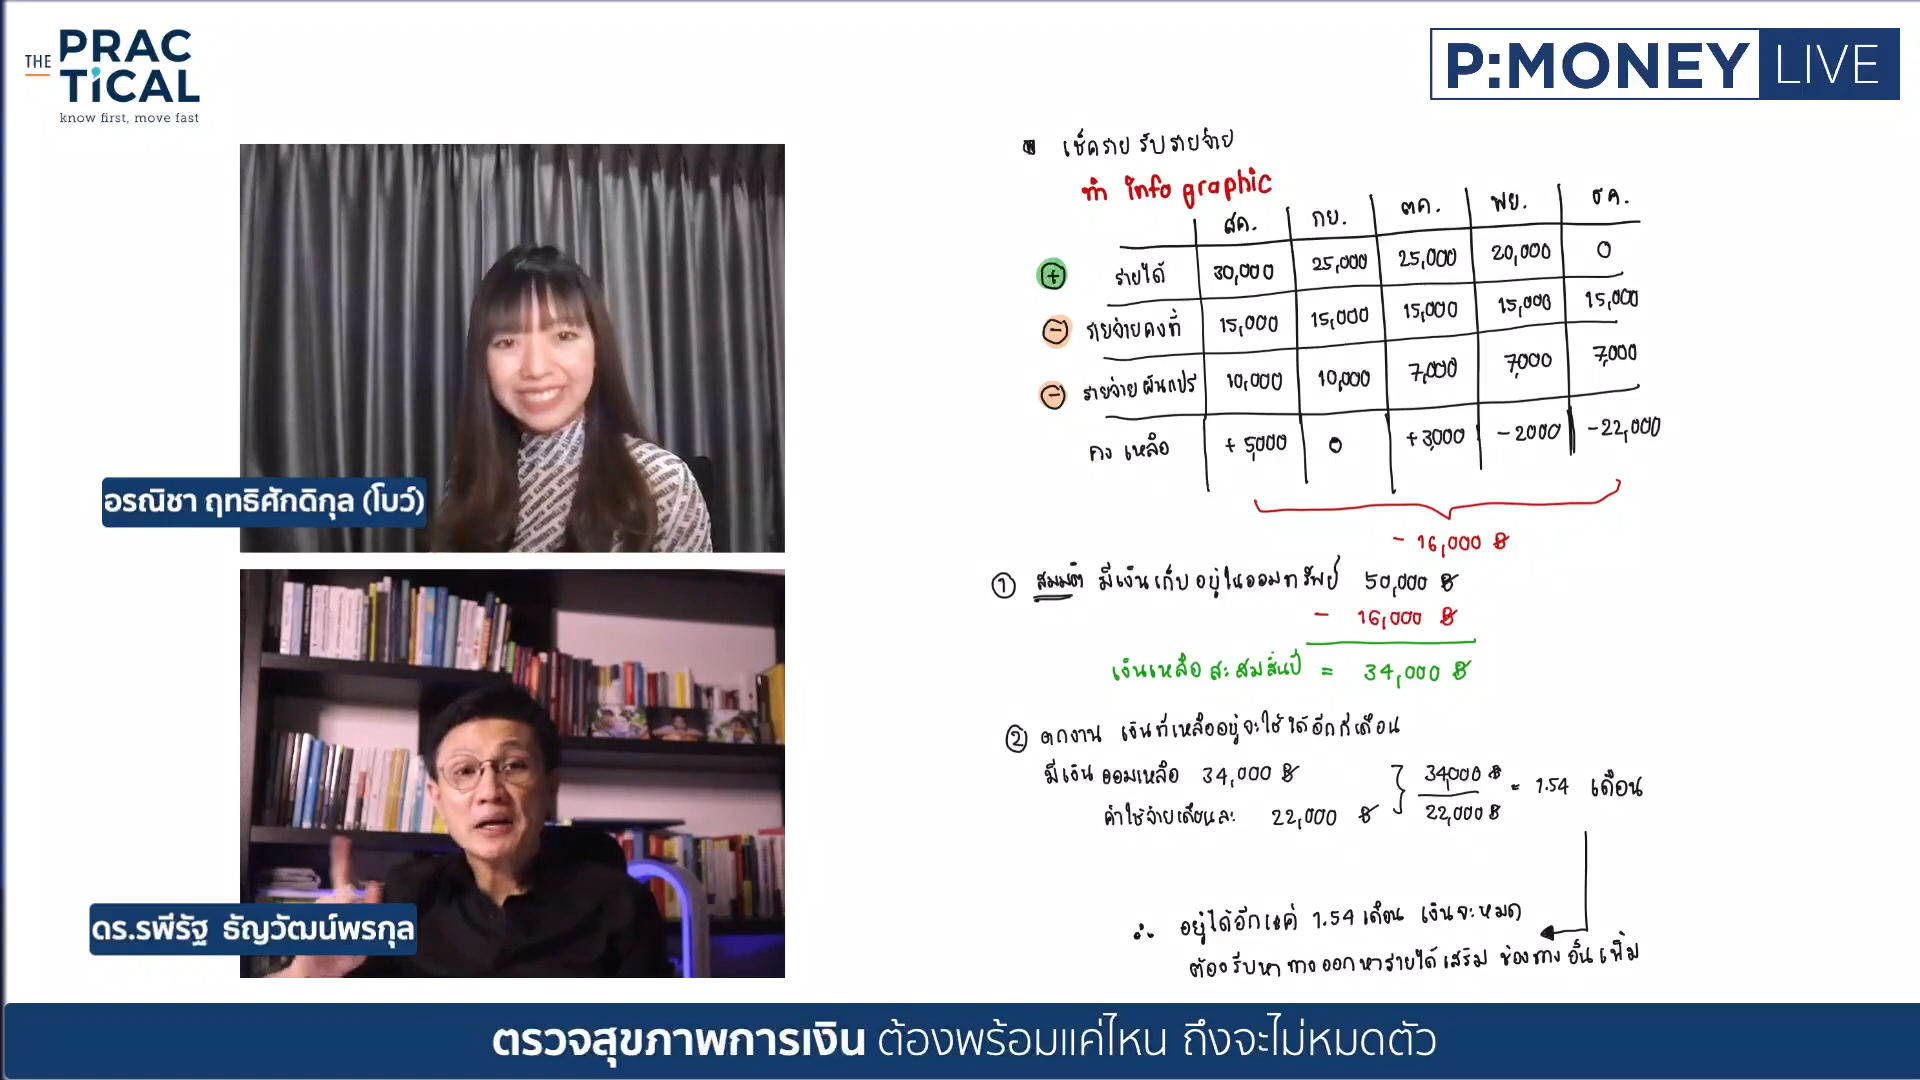 THE PRAC
TiCAL
know first, move fast
P:MONEY LIVE
เช็ครายรับรายจ่าย
ทำ Infographic
สค. กย. ตค. พย. ธค.
+ รายได้ 30,000 25,000 25,000 20,000 0
- รายจ่ายคงที่ 15,000 15,000 15,000 15,000 15,000
- รายจ่ายผันแปร 10,000 10,000 7,000 7,000 7,000
คงเหลือ +5,000 0 +3,000 -2000 -22,000
- 16,000 ฿
① สมมติ มีเงินเก็บอยู่ในออมทรัพย์ 50,000 ฿
- 16,000 ฿
เงินเหลือสะสมสิ้นปี = 34,000 ฿
② ตกงาน เงินที่เหลืออยู่จะใช้ได้อีกกี่เดือน
มีเงินออมเหลือ 34,000 ฿
ค่าใช้จ่ายเดือนละ 22,000 ฿
} 34,000 ฿
22,000 ฿
= 1.54 เดือน
∴ อยู่ได้อีกแค่ 1.54 เดือน เงินจะหมด
ต้องรีบหาทางออกหารายได้เสริม ช่องทางอื่นเพิ่ม
อรณิชา ฤทธิศักดิกุล (โบว์)
ดร.รพีรัฐ ธัญวัฒน์พรกุล
ตรวจสุขภาพการเงิน ต้องพร้อมแค่ไหน ถึงจะไม่หมดตัว